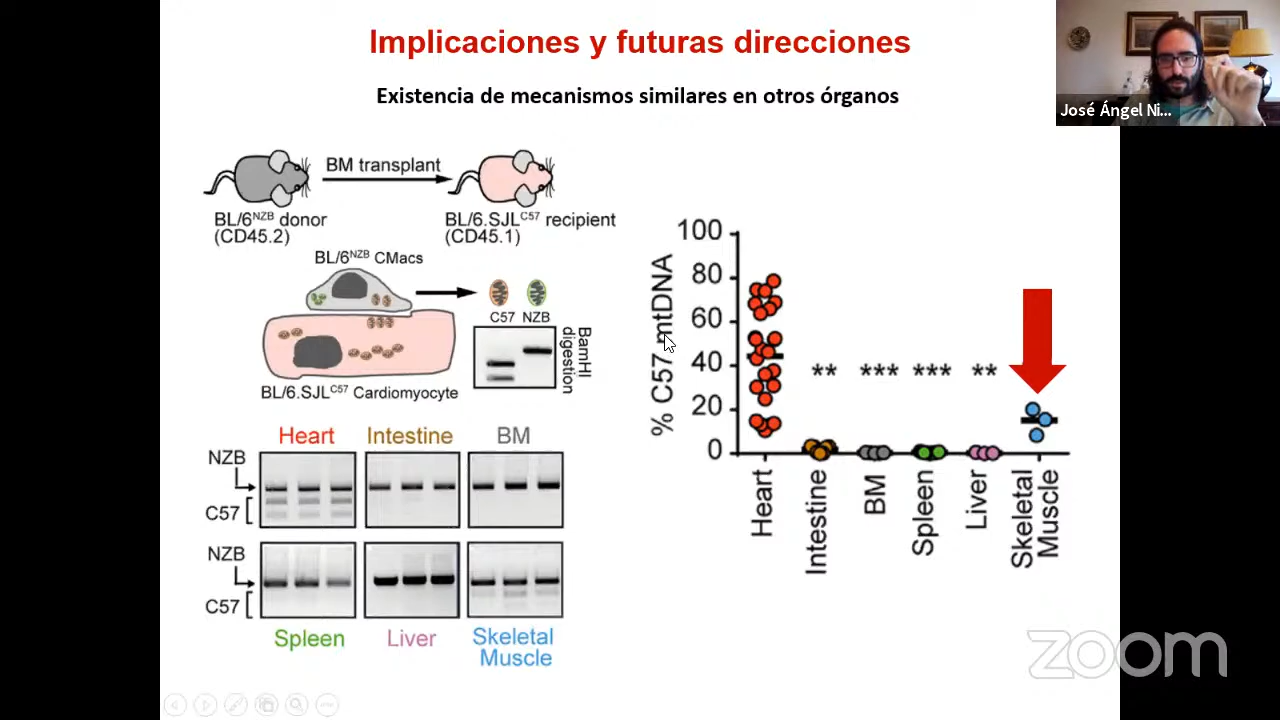 Implicaciones y futuras direcciones
José Ángel Ni...
Existencia de mecanismos similares en otros órganos
BM transplant
BL/6NZB donor
(CD45.2)
BL/6.SJLC57 recipient
(CD45.1)
BL/6NZB CMacs
C57 NZB
BamHI
digestion
BL/6.SJLC57 Cardiomyocyte
Heart Intestine BM
NZB
C57
NZB
C57
Spleen Liver Skeletal
Muscle
% C57 mtDNA
100
80
60
40
20
0
** *** *** **
Heart
Intestine
BM
Spleen
Liver
Skeletal
Muscle
zoom